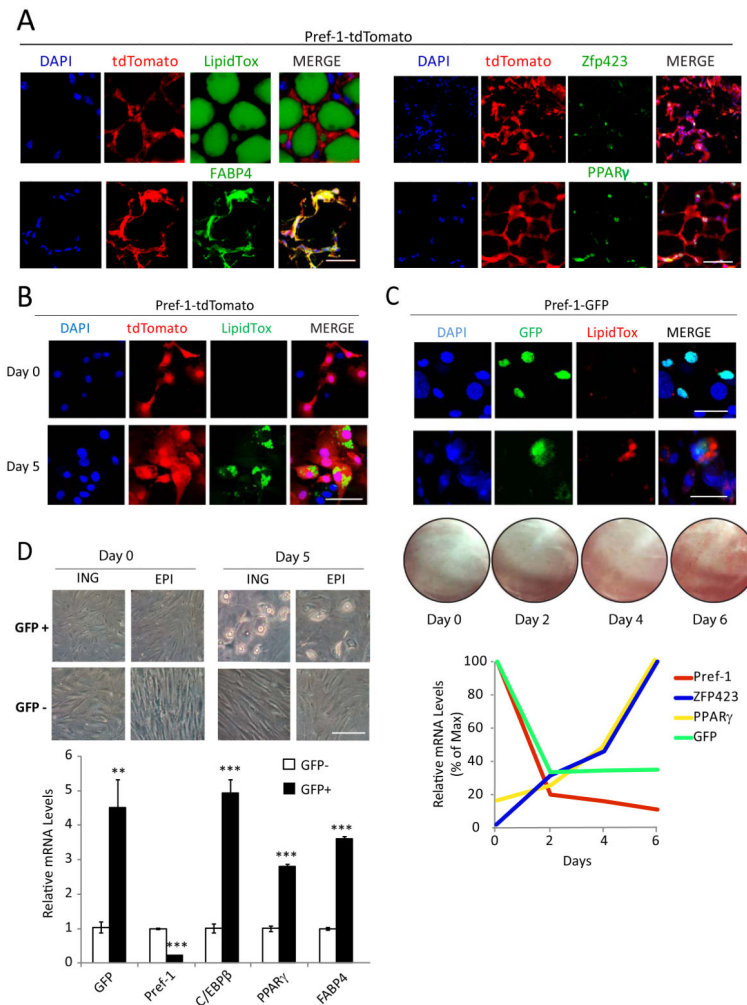 A
Pref-1-tdTomato
DAPI tdTomato LipidTox MERGE
DAPI tdTomato Zfp423 MERGE
FABP4
PPARγ
B
Pref-1-tdTomato
DAPI tdTomato LipidTox MERGE
Day 0
Day 5
C
Pref-1-GFP
DAPI GFP LipidTox MERGE
Day 0 Day 2 Day 4 Day 6
100
80
60
40
20
0
Relative mRNA Levels
(% of Max)
0 2 4 6
Days
Pref-1
ZFP423
PPARγ
GFP
D
Day 0 Day 5
ING EPI ING EPI
GFP +
GFP -
Relative mRNA Levels
6
5
4
3
2
1
0
GFP-
GFP+
** *** *** *** ***
GFP Pref-1 C/EBPβ PPARγ FABP4